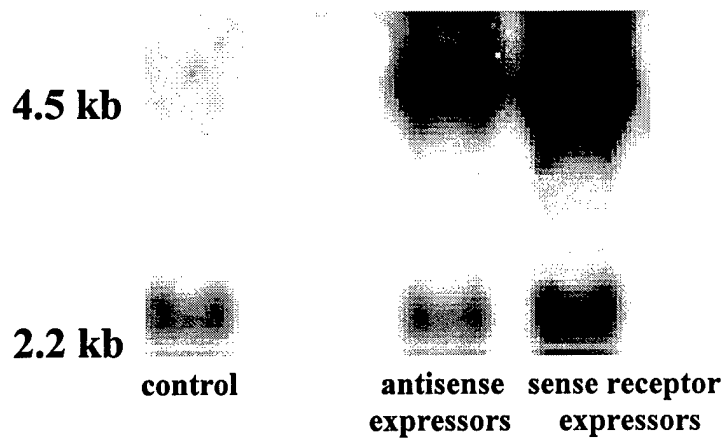 4.5 kb
2.2 kb
control
antisense expressors
sense receptor expressors